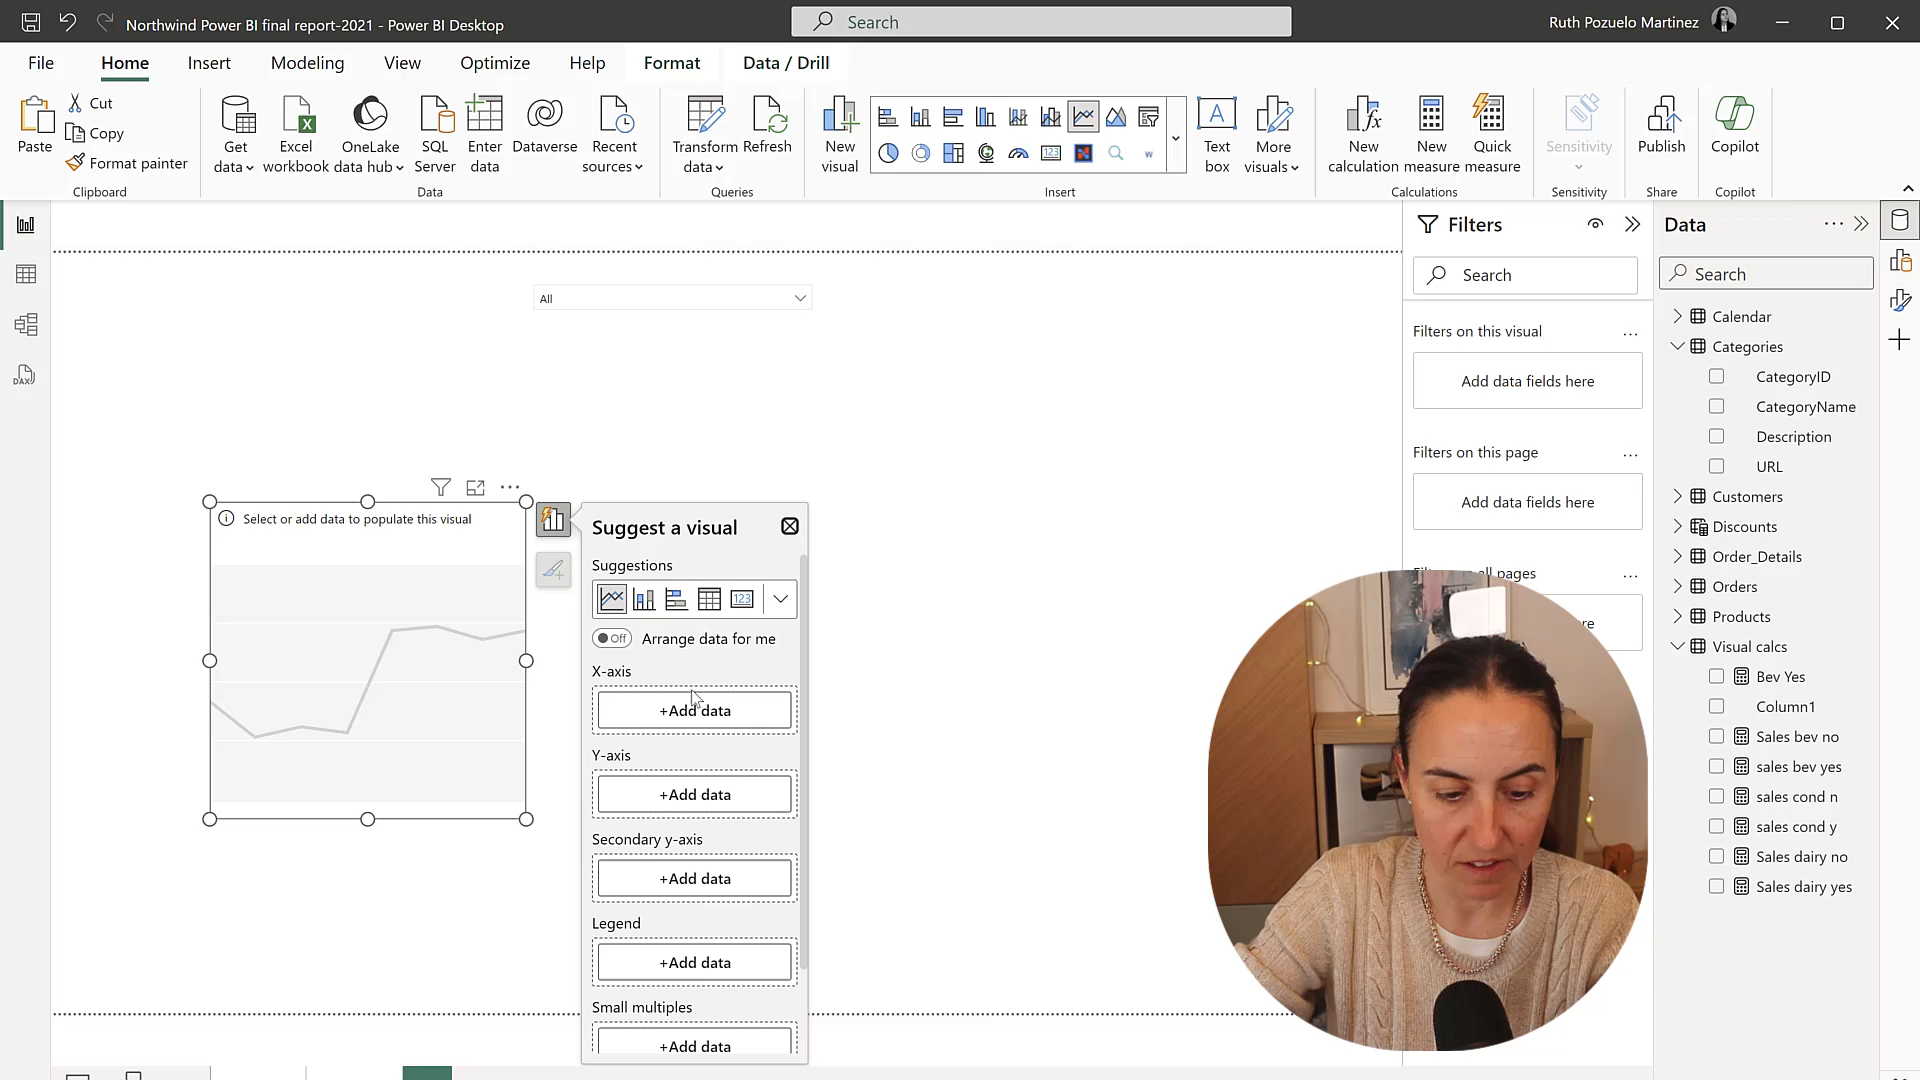 Northwind Power BI final report-2021 - Power BI Desktop
Search
Ruth Pozuelo Martinez
File
Home
Insert
Modeling
View
Optimize
Help
Format
Data / Drill
Paste
Cut
Copy
Format painter
Clipboard
Get data
Excel workbook
OneLake data hub
SQL Server
Enter data
Dataverse
Recent sources
Data
Transform data
Refresh
Queries
New visual
123
Text box
More visuals
Insert
New calculation
New measure
Quick measure
Calculations
Sensitivity
Sensitivity
Publish
Share
Copilot
Copilot
DAX
All
Select or add data to populate this visual
Suggest a visual
Suggestions
123
Off
Arrange data for me
X-axis
+Add data
Y-axis
+Add data
Secondary y-axis
+Add data
Legend
+Add data
Small multiples
+Add data
Filters
Search
Filters on this visual
Add data fields here
Filters on this page
Add data fields here
all pages
Data
Search
Calendar
Categories
CategoryID
CategoryName
Description
URL
Customers
Discounts
Order_Details
Orders
Products
Visual calcs
Bev Yes
Column1
Sales bev no
sales bev yes
sales cond n
sales cond y
Sales dairy no
Sales dairy yes